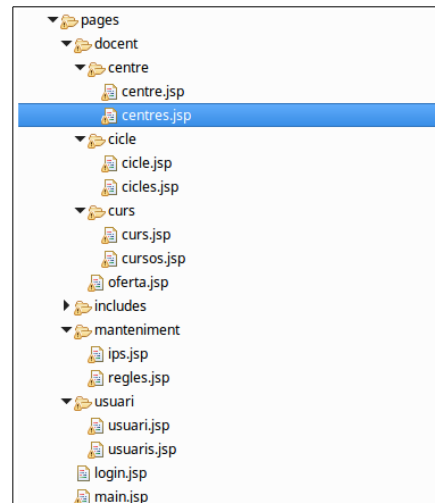 pages
docent
centre
centre.jsp
centres.jsp
cicle
cicle.jsp
cicles.jsp
curs
curs.jsp
cursos.jsp
oferta.jsp
includes
manteniment
ips.jsp
regles.jsp
usuari
usuari.jsp
usuaris.jsp
login.jsp
main.jsp